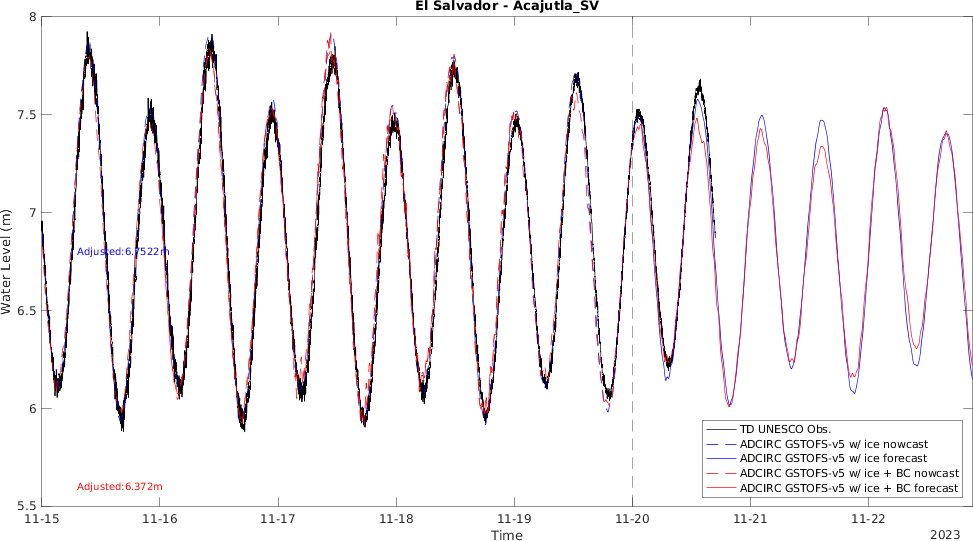 El Salvador - Acajutla_SV
8
7.5
7
6.5
6
5.5
Water Level (m)
Adjusted:6.7522m
Adjusted:6.372m
TD UNESCO Obs.
ADCIRC GSTOFS-v5 w/ ice nowcast
ADCIRC GSTOFS-v5 w/ ice forecast
ADCIRC GSTOFS-v5 w/ ice + BC nowcast
ADCIRC GSTOFS-v5 w/ ice + BC forecast
11-15 11-16 11-17 11-18 11-19 11-20 11-21 11-22
Time
2023